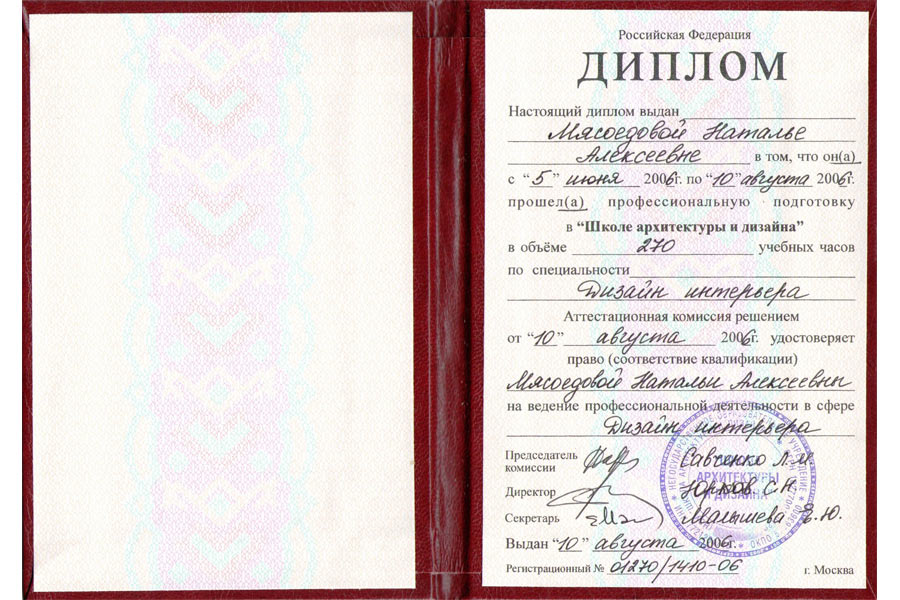 Российская Федерация
ДИПЛОМ
Настоящий диплом выдан
Мясоедовой Наталье
Алексеевне в том, что он(а)
с “5” июня 2006г. по “10” августа 2006г.
прошел(а) профессиональную подготовку
в “Школе архитектуры и дизайна”
в объёме 270 учебных часов
по специальности
Дизайн интерьера
Аттестационная комиссия решением
от “10” августа 2006г. удостоверяет
право (соответствие квалификации)
Мясоедовой Натальи Алексеевны
на ведение профессиональной деятельности в сфере
Дизайн интерьера
Председатель
комиссии Савченко Л.М.
Директор Юрков С.Н.
Секретарь Малышева Е.Ю.
АРХИТЕКТУРЫ
И ДИЗАЙНА
Выдан “10” августа 2006г.
Регистрационный № 01270/1410-06 г. Москва